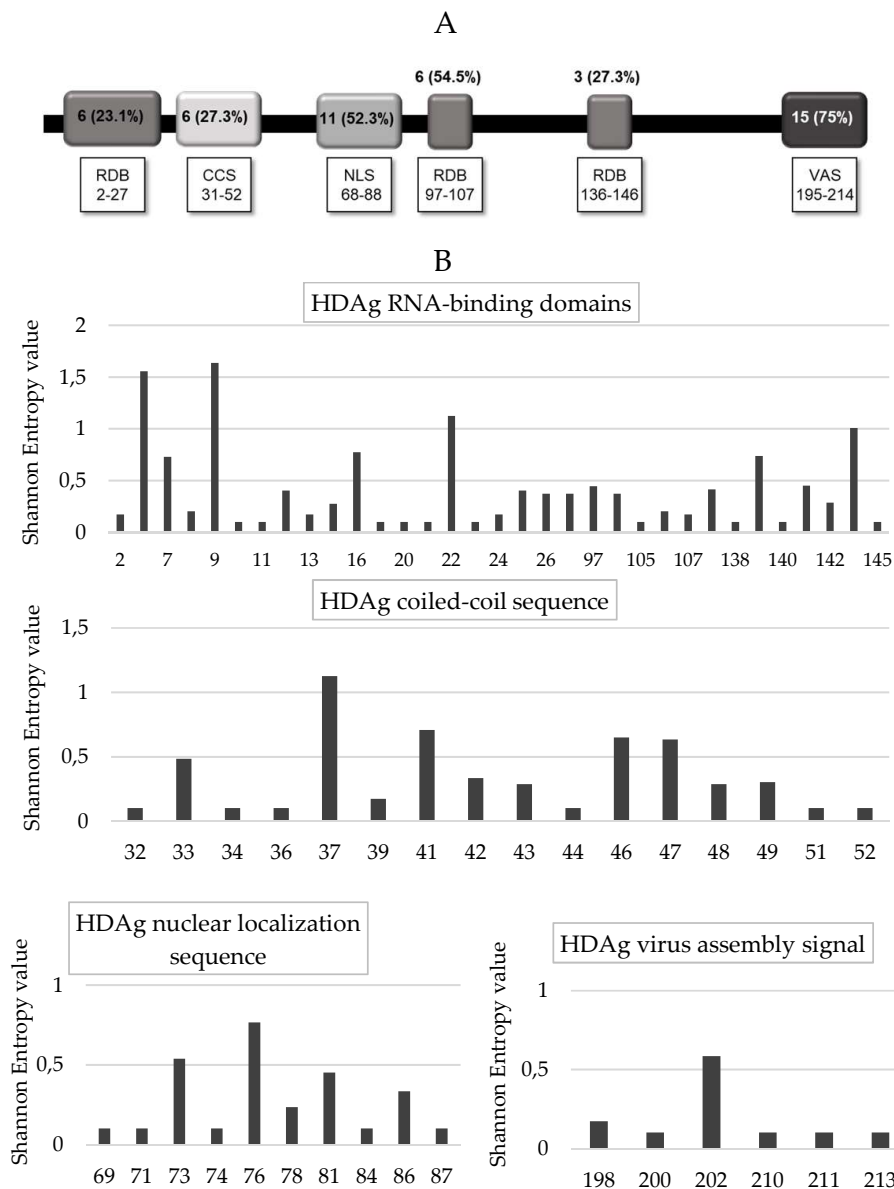 A
6 (54.5%)
3 (27.3%)
6 (23.1%)
6 (27.3%)
11 (52.3%)
15 (75%)
RDB
2-27
CCS
31-52
NLS
68-88
RDB
97-107
RDB
136-146
VAS
195-214
B
HDAg RNA-binding domains
Shannon Entropy value
2
1,5
1
0,5
0
2 7 9 11 13 16 20 22 24 26 97 105 107 138 140 142 145
HDAg coiled-coil sequence
Shannon Entropy value
1,5
1
0,5
0
32 33 34 36 37 39 41 42 43 44 46 47 48 49 51 52
HDAg nuclear localization
sequence
Shannon Entropy value
1
0,5
0
69 71 73 74 76 78 81 84 86 87
HDAg virus assembly signal
Shannon Entropy value
1
0,5
0
198 200 202 210 211 213